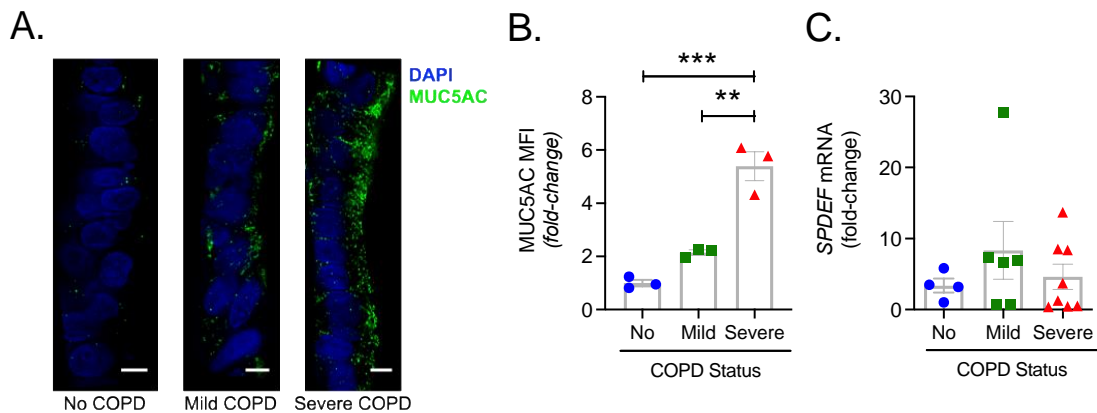 A.
DAPI
MUC5AC
No COPD
Mild COPD
Severe COPD
B.
MUC5AC MFI
(fold-change)
8
6
4
2
0
***
**
No
Mild
Severe
COPD Status
C.
SPDEF mRNA
(fold-change)
30
20
10
0
No
Mild
Severe
COPD Status